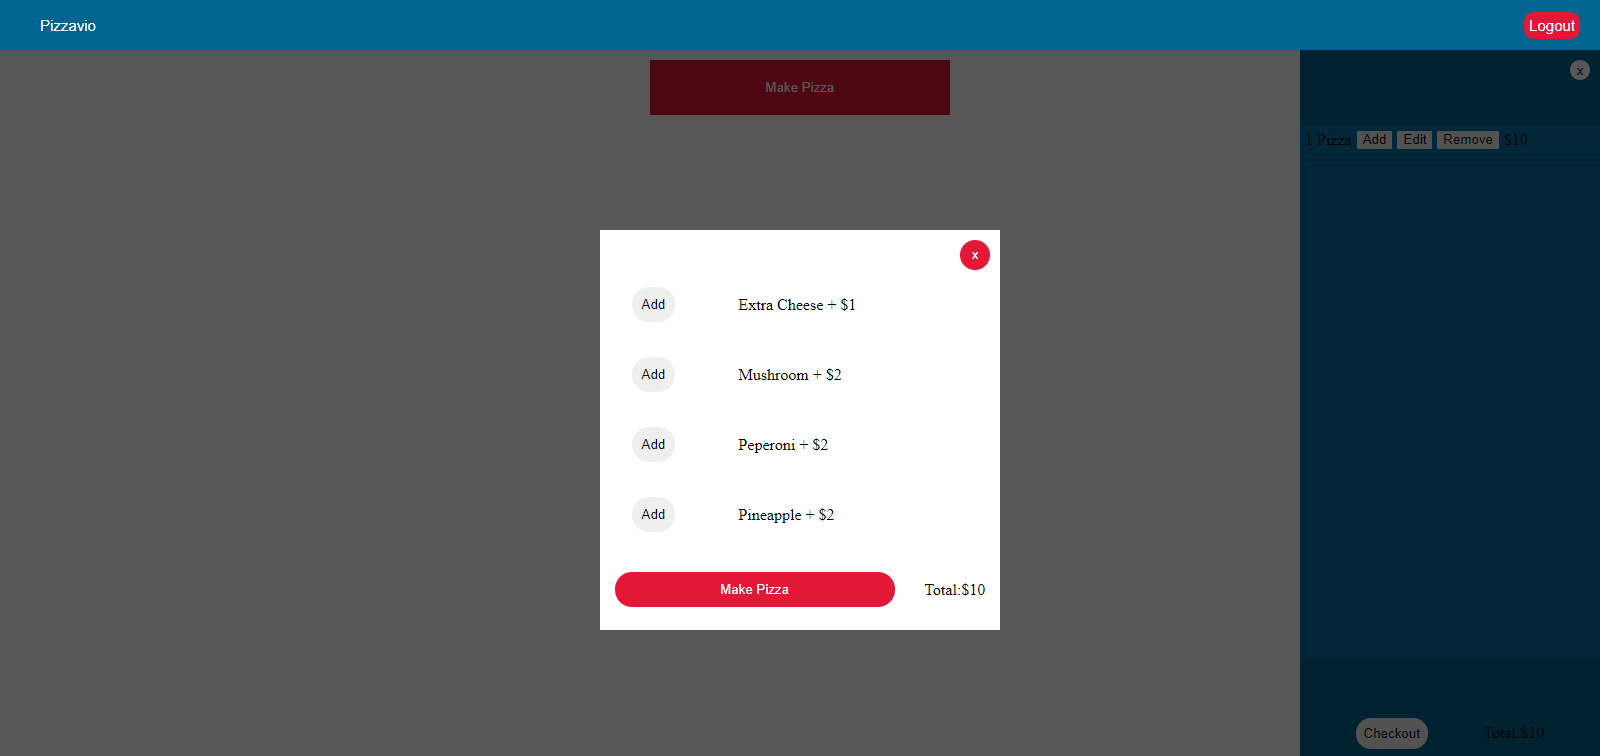 Pizzavio
Logout
Make Pizza
x
1 Pizza Add Edit Remove $10
x
Add Extra Cheese + $1
Add Mushroom + $2
Add Peperoni + $2
Add Pineapple + $2
Make Pizza Total:$10
Checkout Total:$10